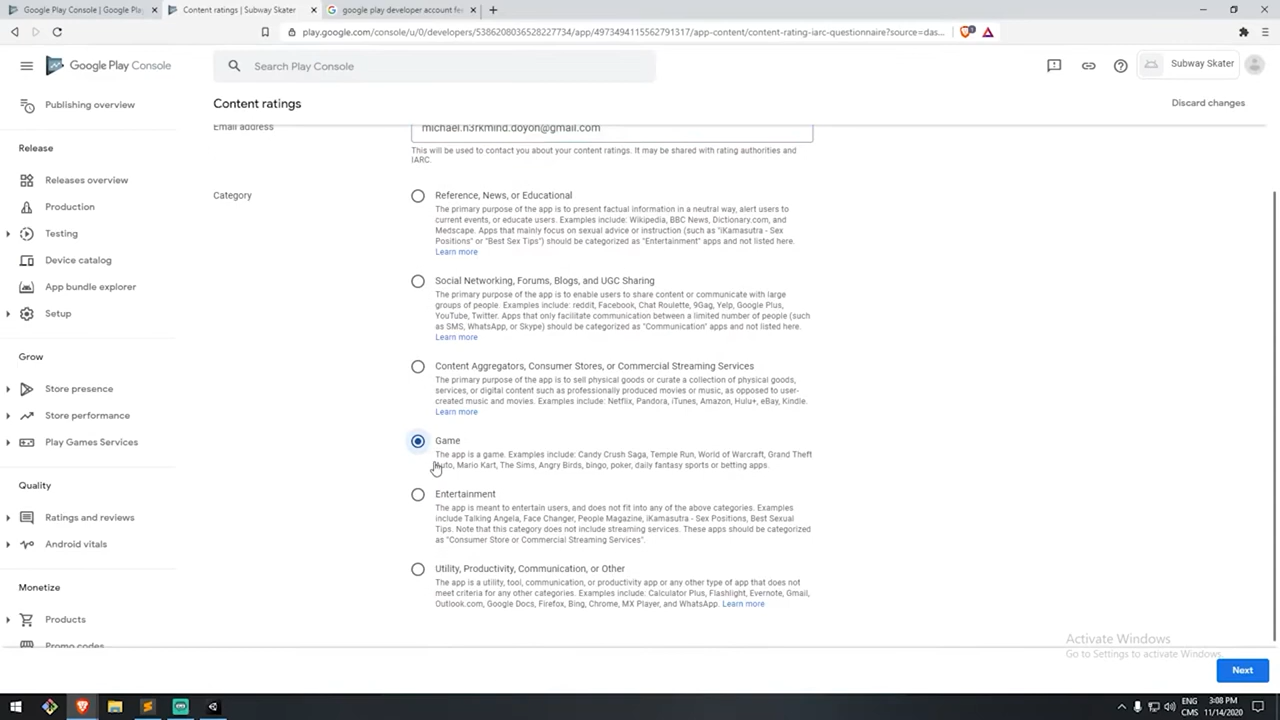 Google Play Console | Google Play
Content ratings | Subway Skater
google play developer account fe
play.google.com/console/u/0/developers/5386208036528227734/app/4973494115562791317/app-content/content-rating-iarc-questionnaire?source=das...
Google Play Console
Search Play Console
Subway Skater
Publishing overview
Content ratings
Discard changes
Release
Releases overview
Production
Testing
Device catalog
App bundle explorer
Setup
Grow
Store presence
Store performance
Play Games Services
Quality
Ratings and reviews
Android vitals
Monetize
Products
Promo codes
Email address
michael.n3rkmind.doyon@gmail.com
This will be used to contact you about your content ratings. It may be shared with rating authorities and
IARC.
Category
Reference, News, or Educational
The primary purpose of the app is to present factual information in a neutral way, alert users to
current events, or educate users. Examples include: Wikipedia, BBC News, Dictionary.com, and
Medscape. Apps that mainly focus on sexual advice or instruction (such as "iKamasutra - Sex
Positions" or "Best Sex Tips") should be categorized as "Entertainment" apps and not listed here.
Learn more
Social Networking, Forums, Blogs, and UGC Sharing
The primary purpose of the app is to enable users to share content or communicate with large
groups of people. Examples include: reddit, Facebook, Chat Roulette, 9Gag, Yelp, Google Plus,
YouTube, Twitter. Apps that only facilitate communication between a limited number of people (such
as SMS, WhatsApp, or Skype) should be categorized as "Communication" apps and not listed here.
Learn more
Content Aggregators, Consumer Stores, or Commercial Streaming Services
The primary purpose of the app is to sell physical goods or curate a collection of physical goods,
services, or digital content such as professionally produced movies or music, as opposed to user-
created music and movies. Examples include: Netflix, Pandora, iTunes, Amazon, Hulu+, eBay, Kindle.
Learn more
Game
The app is a game. Examples include: Candy Crush Saga, Temple Run, World of Warcraft, Grand Theft
Auto, Mario Kart, The Sims, Angry Birds, bingo, poker, daily fantasy sports or betting apps.
Entertainment
The app is meant to entertain users, and does not fit into any of the above categories. Examples
include Talking Angela, Face Changer, People Magazine, iKamasutra - Sex Positions, Best Sexual
Tips. Note that this category does not include streaming services. These apps should be categorized
as "Consumer Store or Commercial Streaming Services".
Utility, Productivity, Communication, or Other
The app is a utility, tool, communication, or productivity app or any other type of app that does not
meet criteria for any other categories. Examples include: Calculator Plus, Flashlight, Evernote, Gmail,
Outlook.com, Google Docs, Firefox, Bing, Chrome, MX Player, and WhatsApp. Learn more
Activate Windows
Go to Settings to activate Windows.
Next
ENG
CMS
3:08 PM
11/14/2020